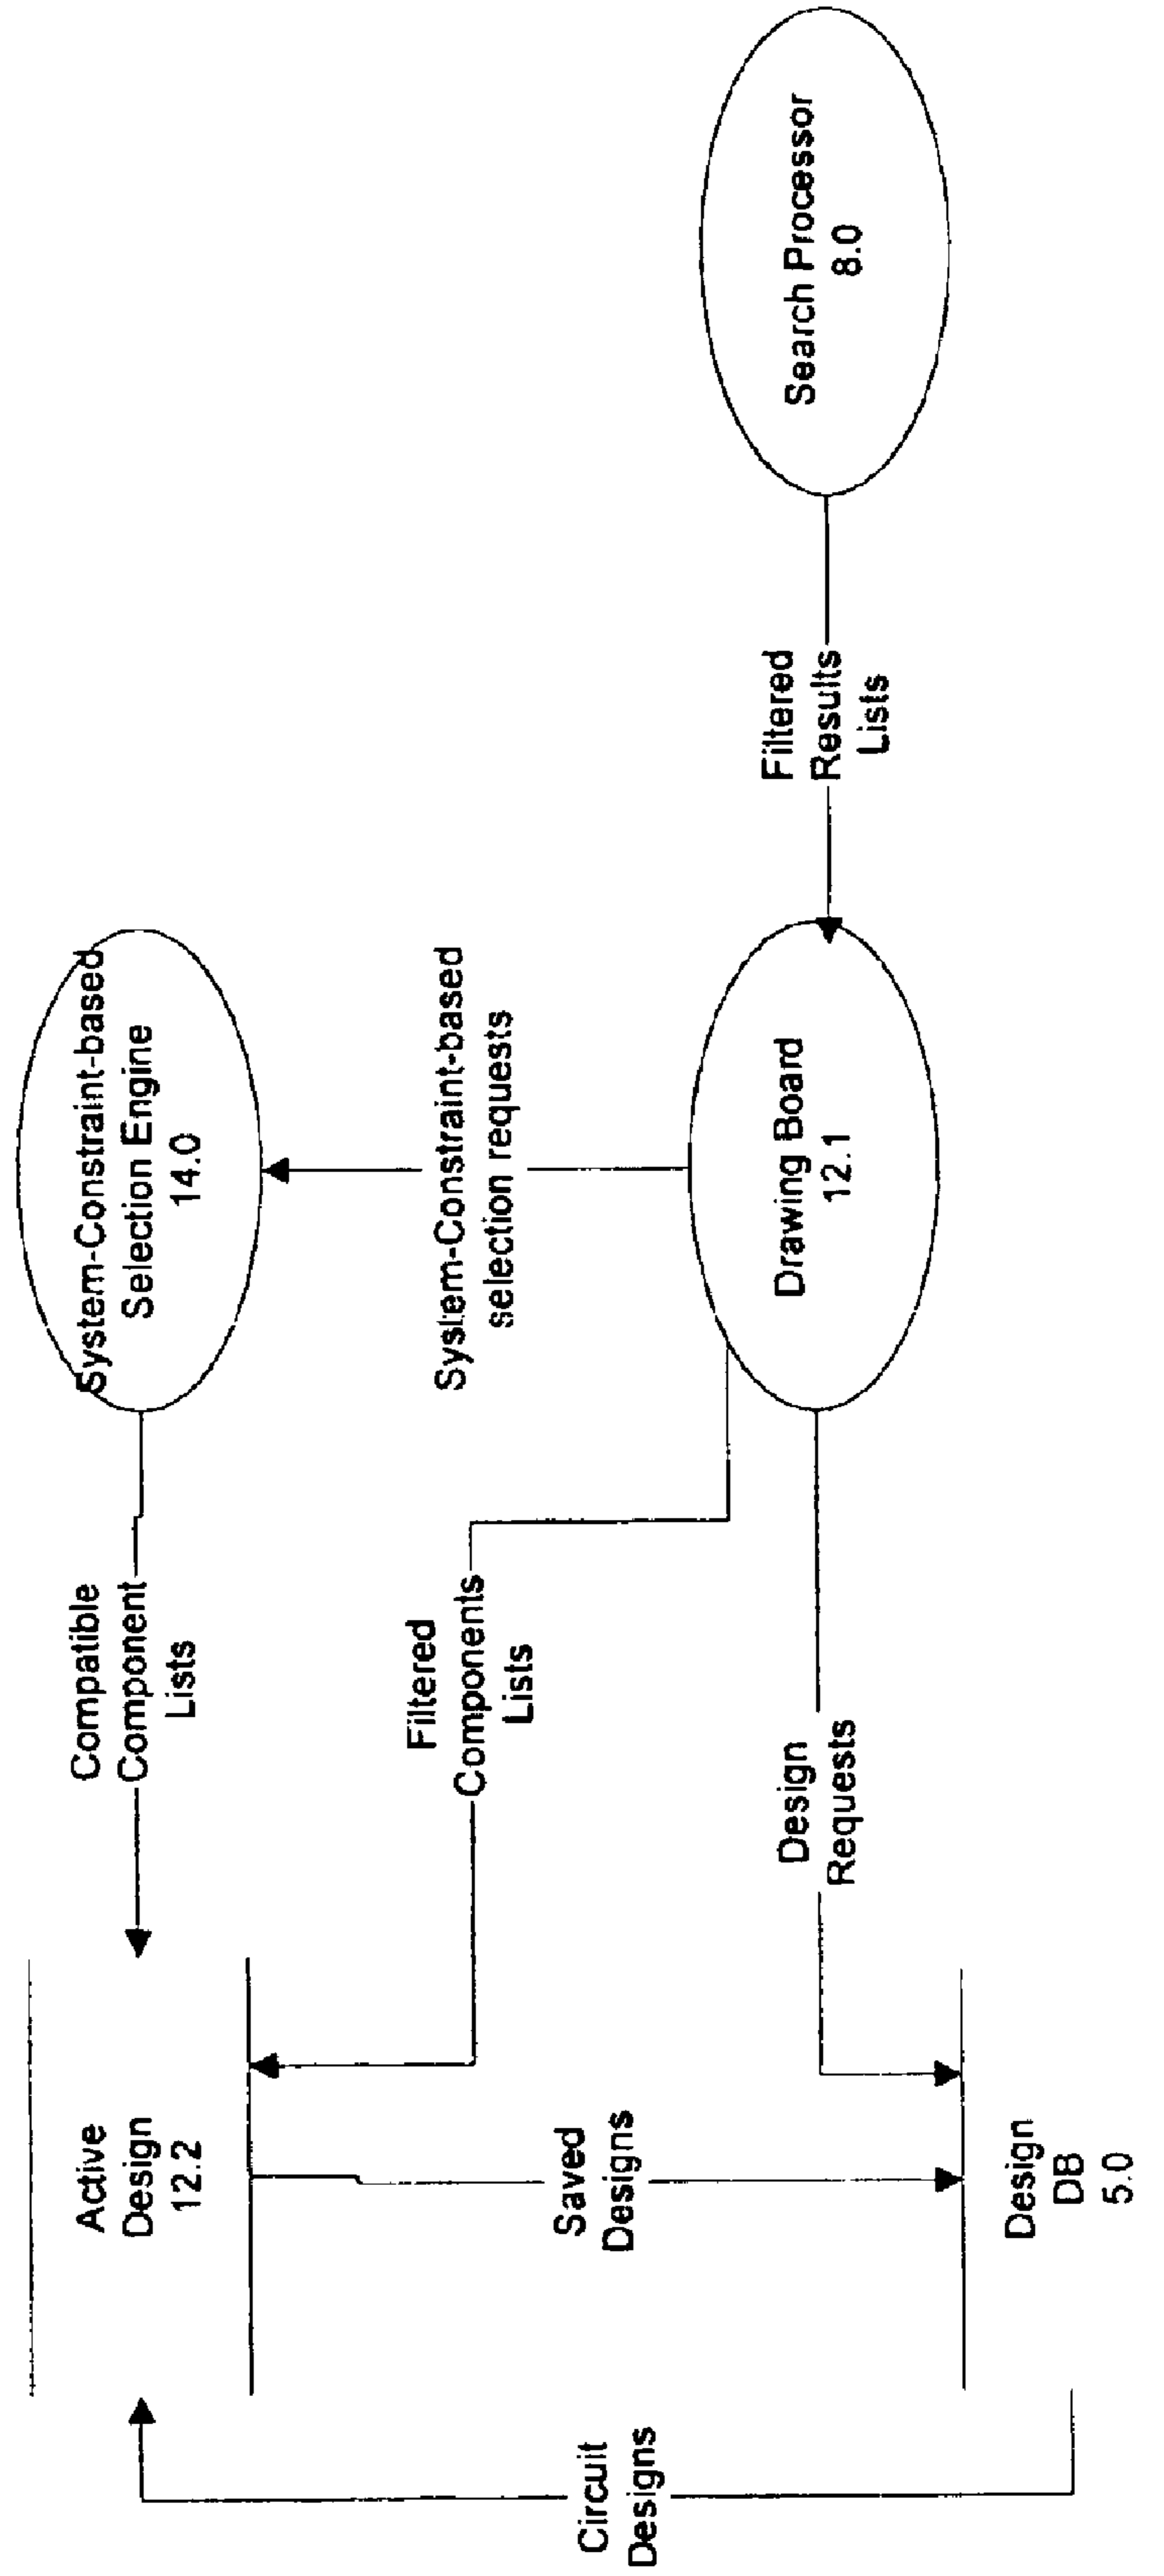 Active
Design
12.2
Compatible
Component
Lists
System-Constraint-based
Selection Engine
14.0
Circuit
Designs
Saved
Designs
Filtered
Components
Lists
System-Constraint-based
selection requests
Design
DB
5.0
Design
Requests
Drawing Board
12.1
Filtered
Results
Lists
Search Processor
8.0